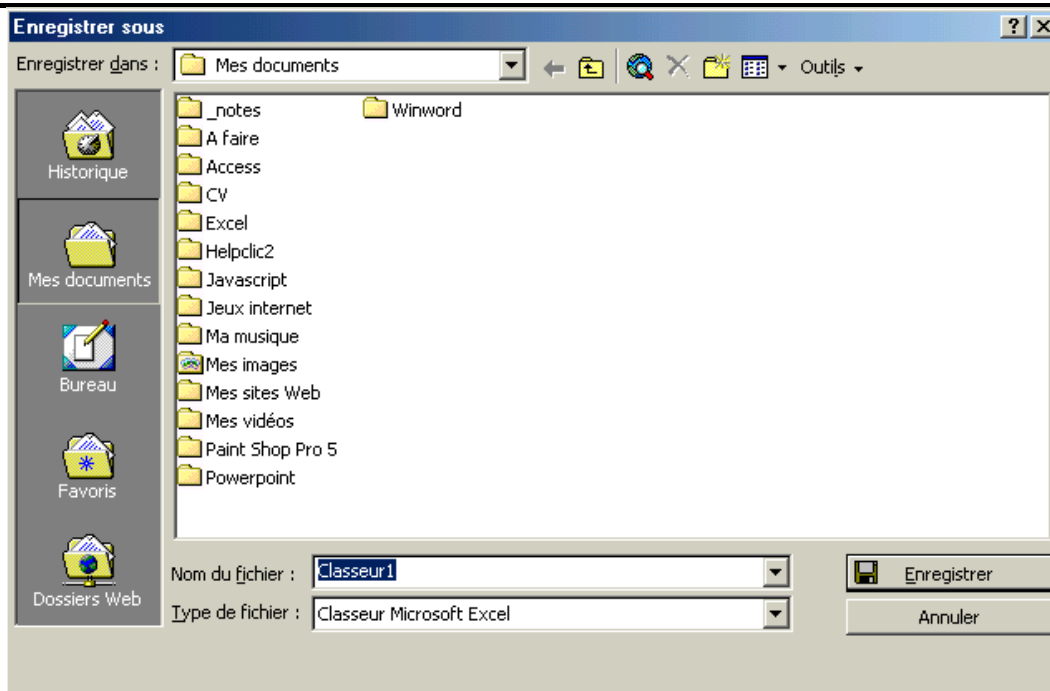 Enregistrer sous
Enregistrer dans : Mes documents Outils
Historique
Mes documents
Bureau
Favoris
Dossiers Web
_notes Winword
A faire
Access
CV
Excel
Helpclic2
Javascript
Jeux internet
Ma musique
Mes images
Mes sites Web
Mes vidéos
Paint Shop Pro 5
Powerpoint
Nom du fichier : Classeur1 Enregistrer
Type de fichier : Classeur Microsoft Excel Annuler